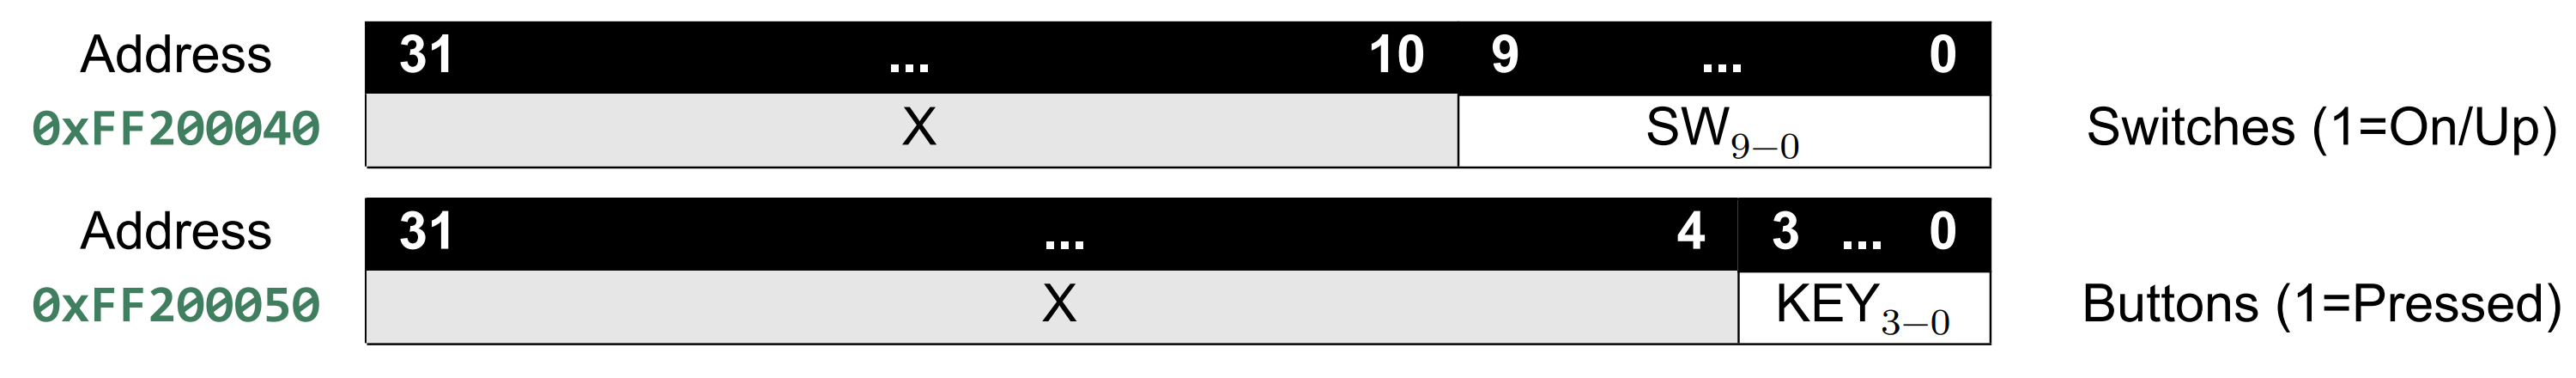 Address 31 ... 10 9 ... 0
0xFF200040 X SW9−0 Switches (1=On/Up)
Address 31 ... 4 3 ... 0
0xFF200050 X KEY3−0 Buttons (1=Pressed)